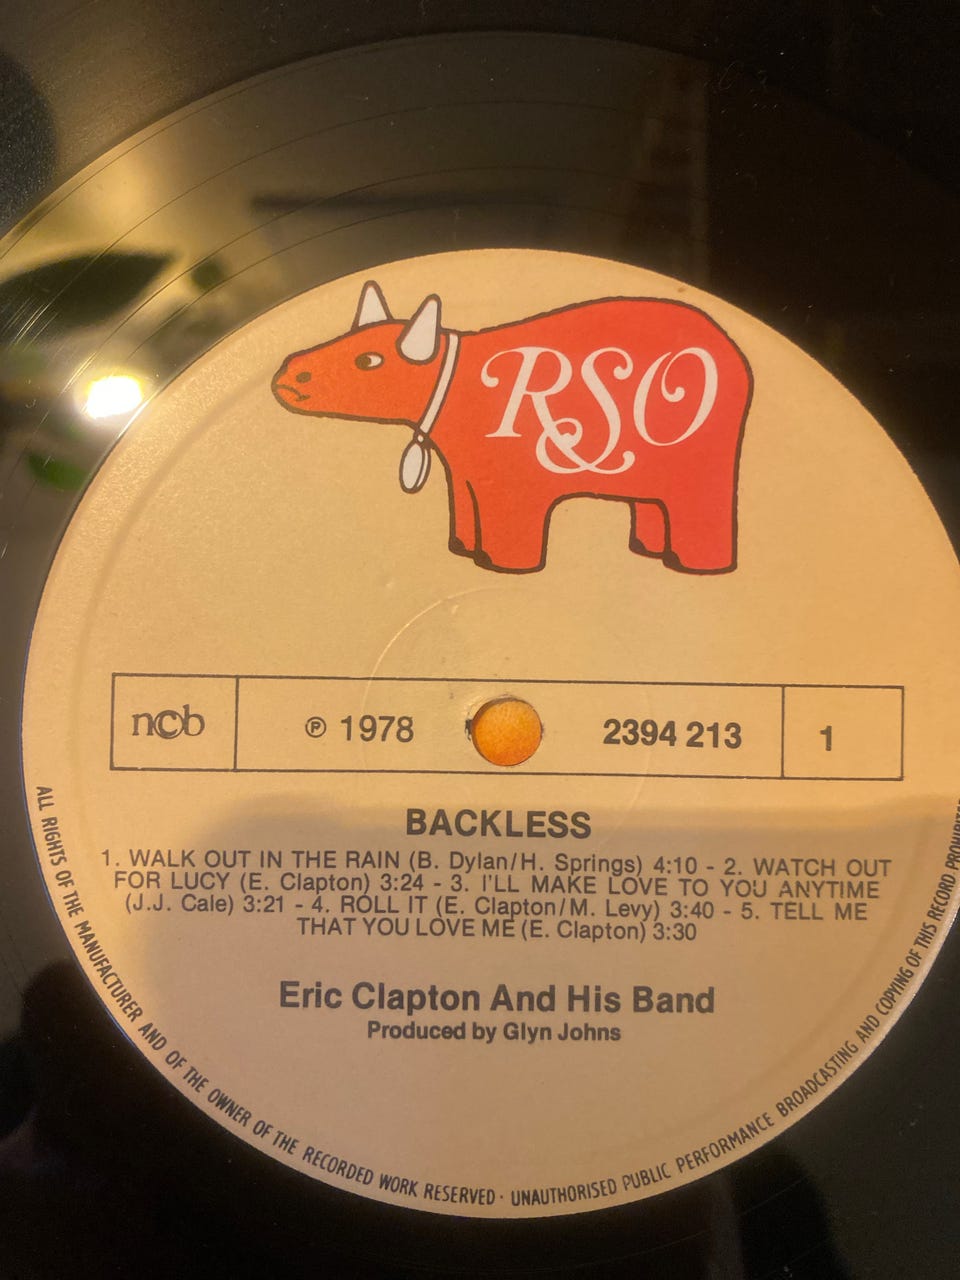 RSO
ncb
℗ 1978
2394 213
1
BACKLESS
1. WALK OUT IN THE RAIN (B. Dylan/H. Springs) 4:10 - 2. WATCH OUT
FOR LUCY (E. Clapton) 3:24 - 3. I'LL MAKE LOVE TO YOU ANYTIME
(J.J. Cale) 3:21 - 4. ROLL IT (E. Clapton/M. Levy) 3:40 - 5. TELL ME
THAT YOU LOVE ME (E. Clapton) 3:30
Eric Clapton And His Band
Produced by Glyn Johns
ALL RIGHTS OF THE MANUFACTURER AND OF THE OWNER OF THE RECORDED WORK RESERVED · UNAUTHORISED PUBLIC PERFORMANCE BROADCASTING AND COPYING OF THIS RECORD PROHIBITED